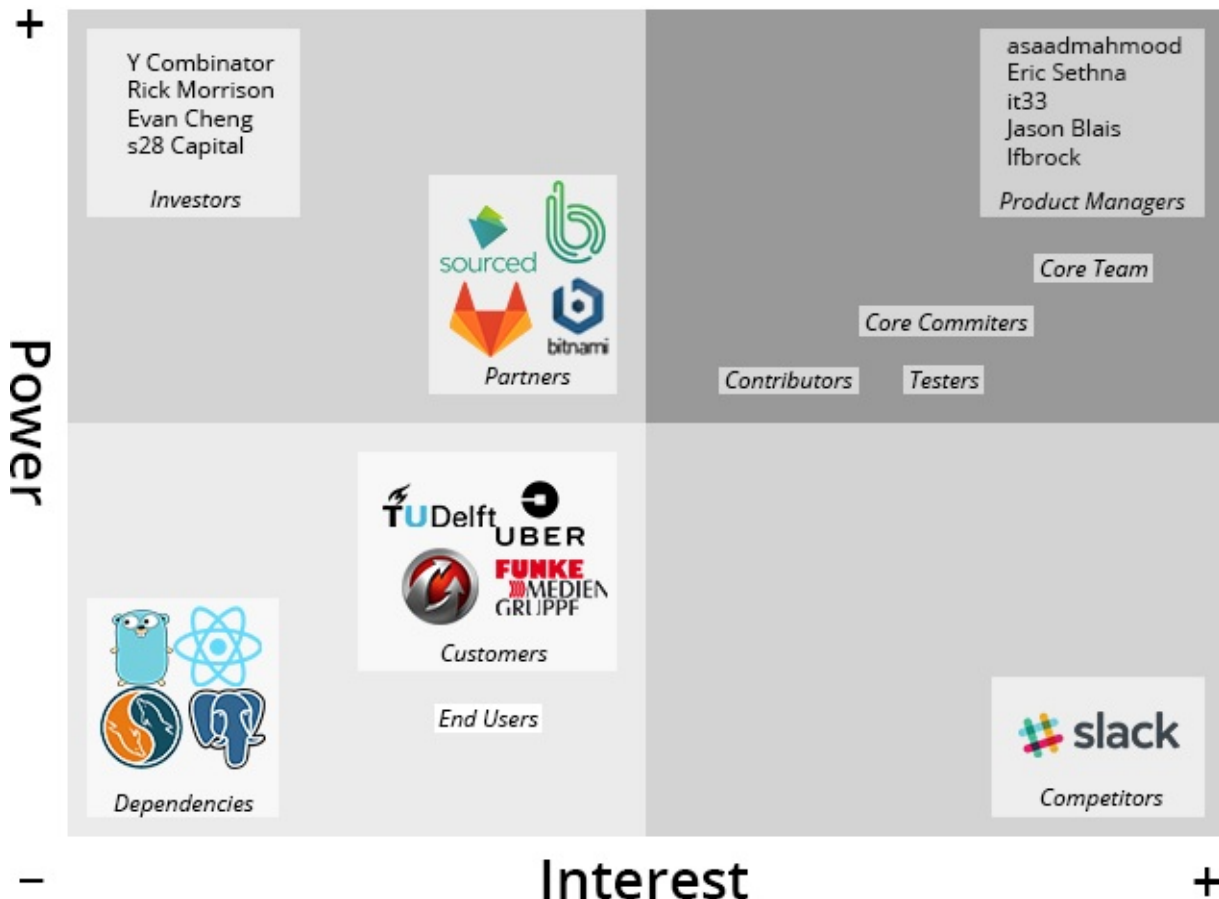 +
Y Combinator
Rick Morrison
Evan Cheng
s28 Capital
Investors
sourced
bitnami
Partners
asaadmahmood
Eric Sethna
it33
Jason Blais
lfbrock
Product Managers
Core Team
Core Commiters
Contributors
Testers
Power
TUDelft
UBER
FUNKE
MEDIEN
GRUPPE
Customers
End Users
Dependencies
slack
Competitors
–
Interest
+